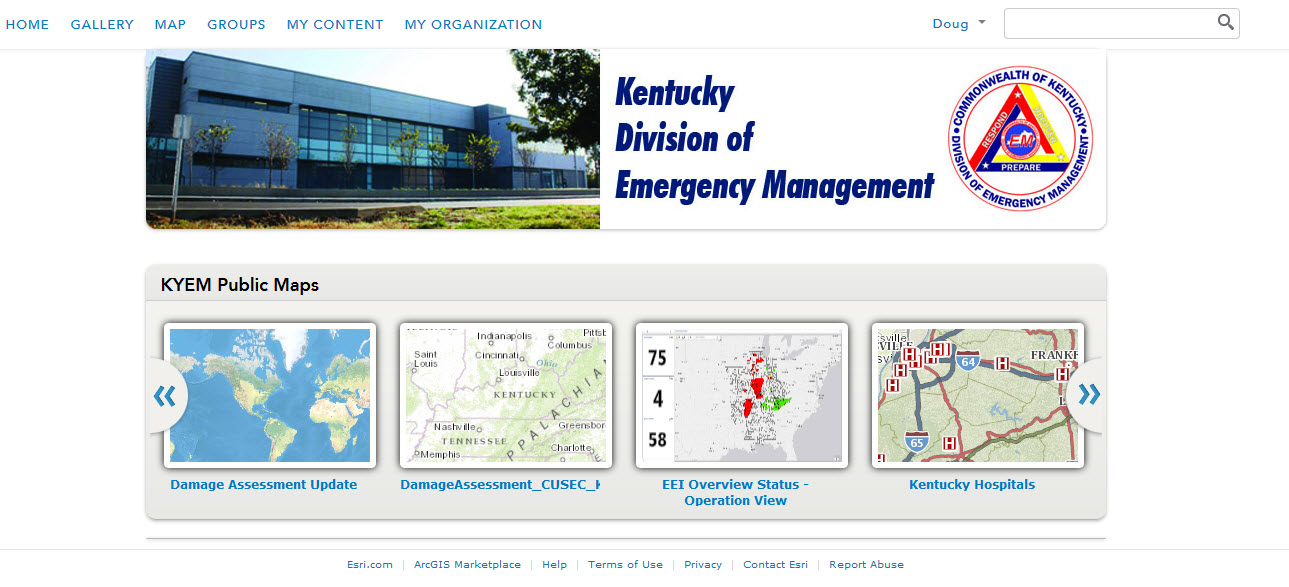 HOME GALLERY MAP GROUPS MY CONTENT MY ORGANIZATION Doug
Kentucky
Division of
Emergency Management
COMMONWEALTH OF KENTUCKY
DIVISION OF EMERGENCY MANAGEMENT
RESPOND
EM
PREPARE
KYEM Public Maps
Indianapolis
Pittsb
Columbus
Saint
Louis
Cincinnati
Ohio
Louisville
KENTUCKY
APPALACHIA
Nashville
Greensbor
TENNESSEE
Charlotte
Memphis
75
4
58
sville
VILLE
FRANKF
64
65
H
H
H
H
H
H
H
H
H
H
Damage Assessment Update
DamageAssessment_CUSEC_K
EEI Overview Status -
Operation View
Kentucky Hospitals
Esri.com | ArcGIS Marketplace | Help | Terms of Use | Privacy | Contact Esri | Report Abuse